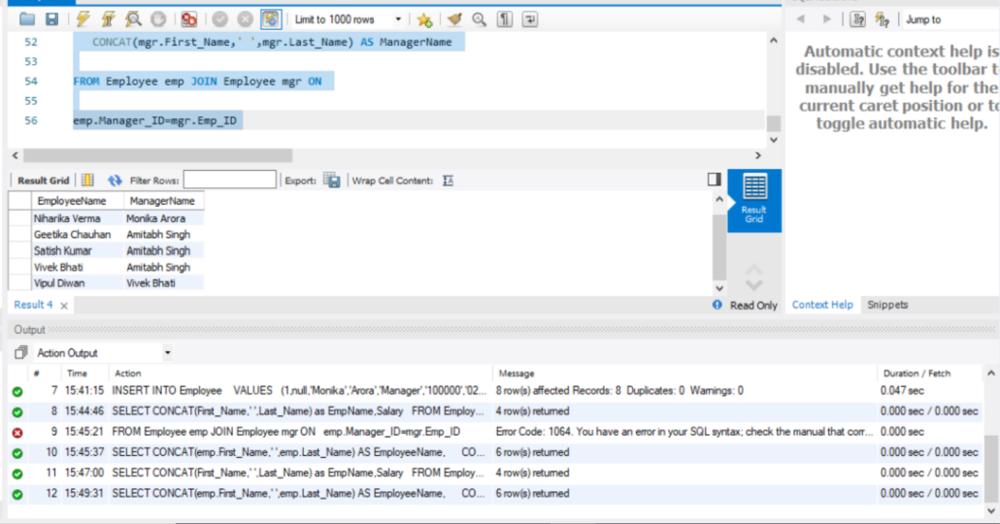 Limit to 1000 rows
Jump to
52 CONCAT(mgr.First_Name,' ',mgr.Last_Name) AS ManagerName
53
54 FROM Employee emp JOIN Employee mgr ON
55
56 emp.Manager_ID=mgr.Emp_ID
Automatic context help is
disabled. Use the toolbar t
manually get help for the
current caret position or to
toggle automatic help.
Result Grid Filter Rows: Export: Wrap Cell Content:
EmployeeName ManagerName
Niharika Verma Monika Arora
Geetika Chauhan Amitabh Singh
Satish Kumar Amitabh Singh
Vivek Bhati Amitabh Singh
Vipul Diwan Vivek Bhati
Result
Grid
Result 4 x
Read Only
Context Help Snippets
Output
Action Output
# Time Action Message Duration / Fetch
7 15:41:15 INSERT INTO Employee VALUES (1,null,'Monika','Arora','Manager','100000','02... 8 row(s) affected Records: 8 Duplicates: 0 Warnings: 0 0.047 sec
8 15:44:46 SELECT CONCAT(First_Name,' ',Last_Name) as EmpName,Salary FROM Employ... 4 row(s) returned 0.000 sec / 0.000 sec
9 15:45:21 FROM Employee emp JOIN Employee mgr ON emp.Manager_ID=mgr.Emp_ID Error Code: 1064. You have an error in your SQL syntax; check the manual that corr... 0.000 sec
10 15:45:37 SELECT CONCAT(emp.First_Name,' ',emp.Last_Name) AS EmployeeName, CO... 6 row(s) returned 0.000 sec / 0.000 sec
11 15:47:00 SELECT CONCAT(First_Name,' ',Last_Name) as EmpName,Salary FROM Employ... 4 row(s) returned 0.000 sec / 0.000 sec
12 15:49:31 SELECT CONCAT(emp.First_Name,' ',emp.Last_Name) AS EmployeeName, CO... 6 row(s) returned 0.000 sec / 0.000 sec